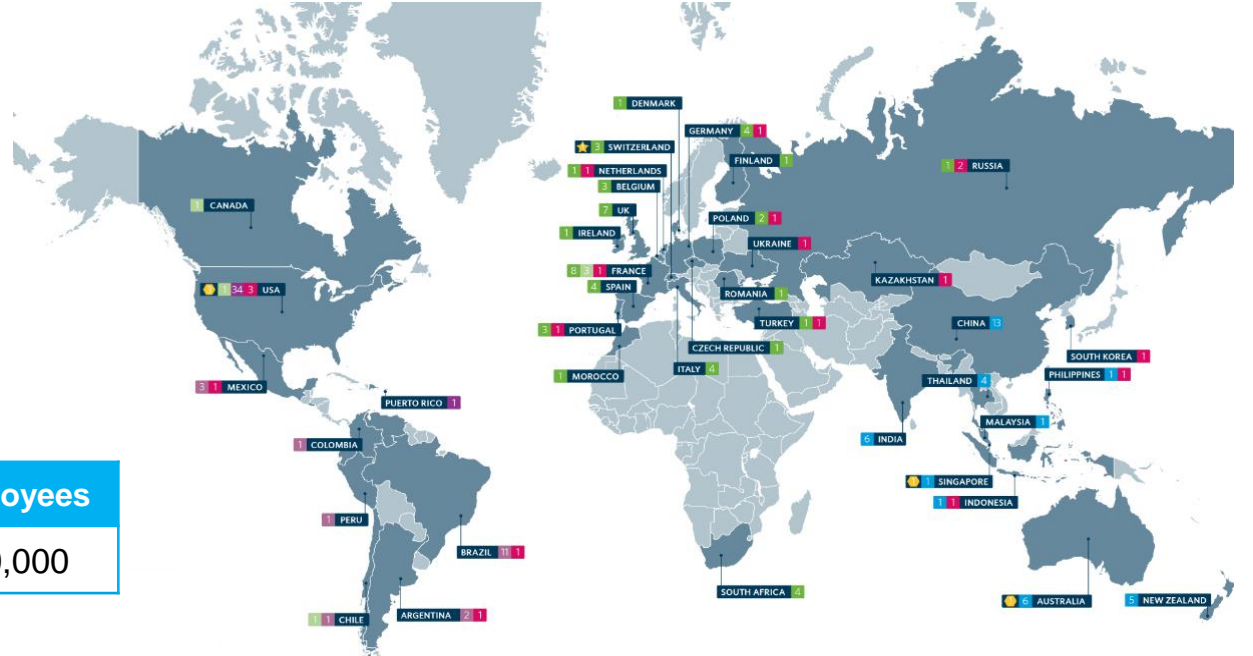 1 DENMARK
GERMANY 4 1
3 SWITZERLAND
FINLAND 1
1 1 NETHERLANDS
1 2 RUSSIA
3 BELGIUM
1 CANADA
7 UK
POLAND 2 1
1 IRELAND
UKRAINE 1
8 3 1 FRANCE
KAZAKHSTAN 1
1 1 34 3 USA
4 SPAIN
ROMANIA 1
3 1 PORTUGAL
TURKEY 1 1
CHINA 13
CZECH REPUBLIC 1
SOUTH KOREA 1
1 MOROCCO
ITALY 4
THAILAND 4
PHILIPPINES 1 1
3 1 MEXICO
PUERTO RICO 1
MALAYSIA 1
1 COLOMBIA
6 INDIA
1 1 SINGAPORE
oyees
1 1 INDONESIA
1 PERU
BRAZIL 11 1
,000
SOUTH AFRICA 4
1 6 AUSTRALIA
5 NEW ZEALAND
1 1 CHILE
ARGENTINA 2 1